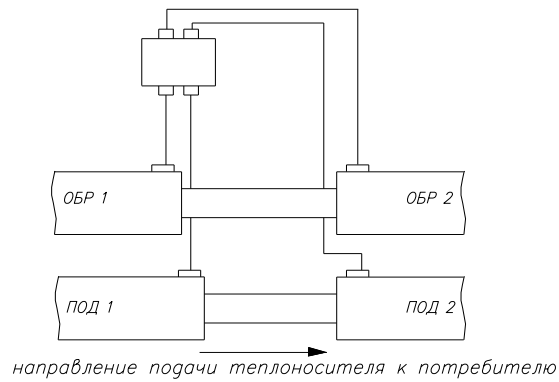 ОБР 1
ОБР 2
ПОД 1
ПОД 2
направление подачи теплоносителя к потребителю